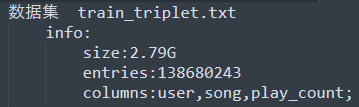 数据集  train_triplet.txt
    info:
        size:2.79G
        entries:138680243
        columns:user,song,play_count;